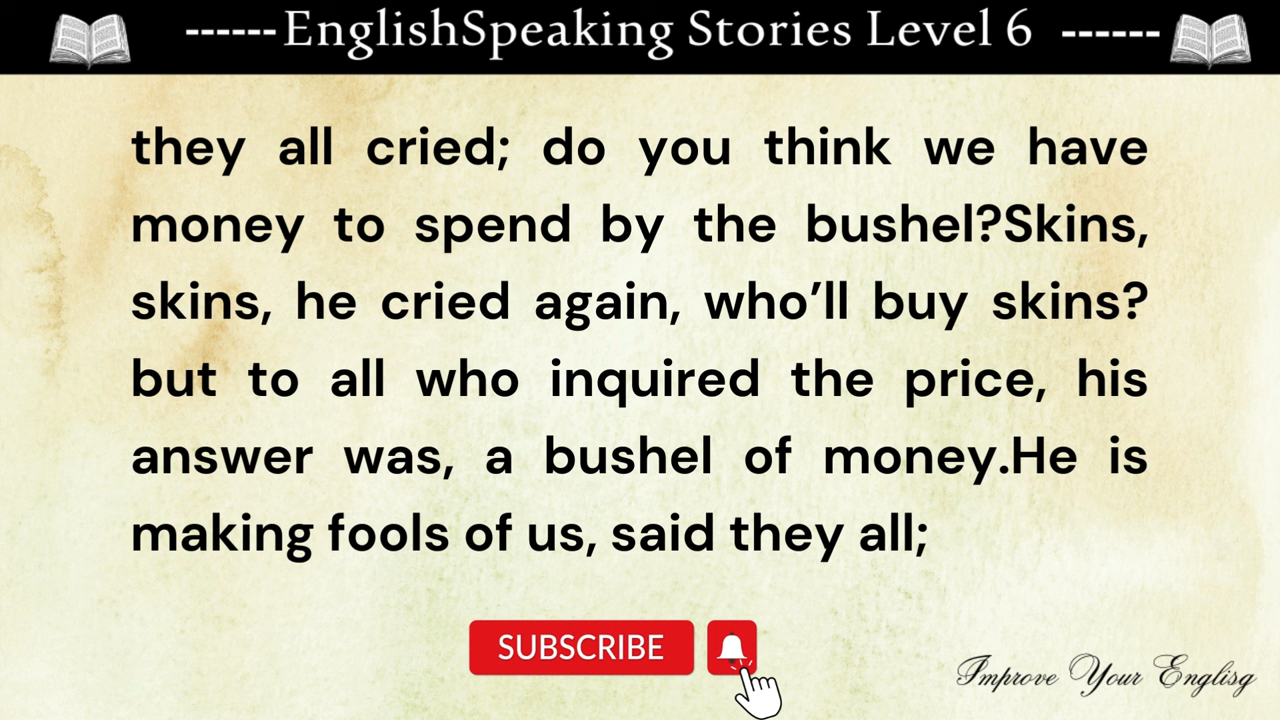 ------EnglishSpeaking Stories Level 6 ------
they all cried; do you think we have
money to spend by the bushel?Skins,
skins, he cried again, who’ll buy skins?
but to all who inquired the price, his
answer was, a bushel of money.He is
making fools of us, said they all;
SUBSCRIBE
Improve Your Englisg